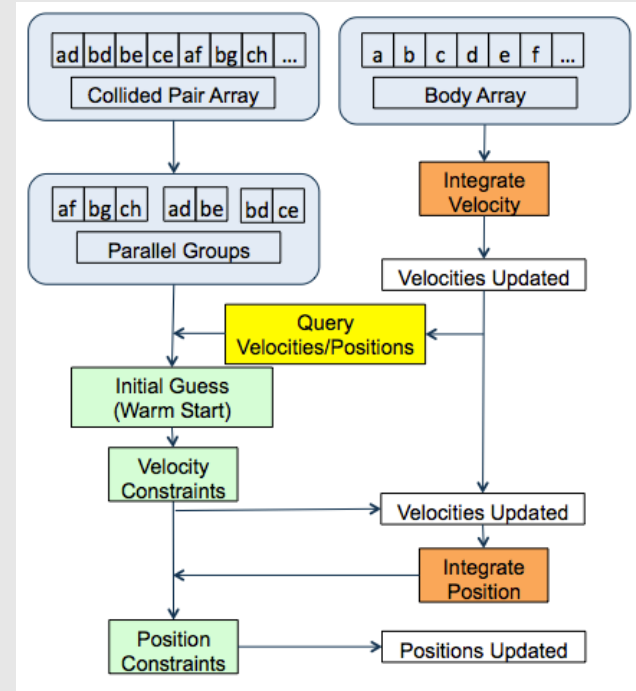 ad bd be ce af bg ch ...
Collided Pair Array
a b c d e f ...
Body Array
Integrate
Velocity
af bg ch ad be bd ce
Parallel Groups
Velocities Updated
Query
Velocities/Positions
Initial Guess
(Warm Start)
Velocity
Constraints
Velocities Updated
Integrate
Position
Position
Constraints
Positions Updated